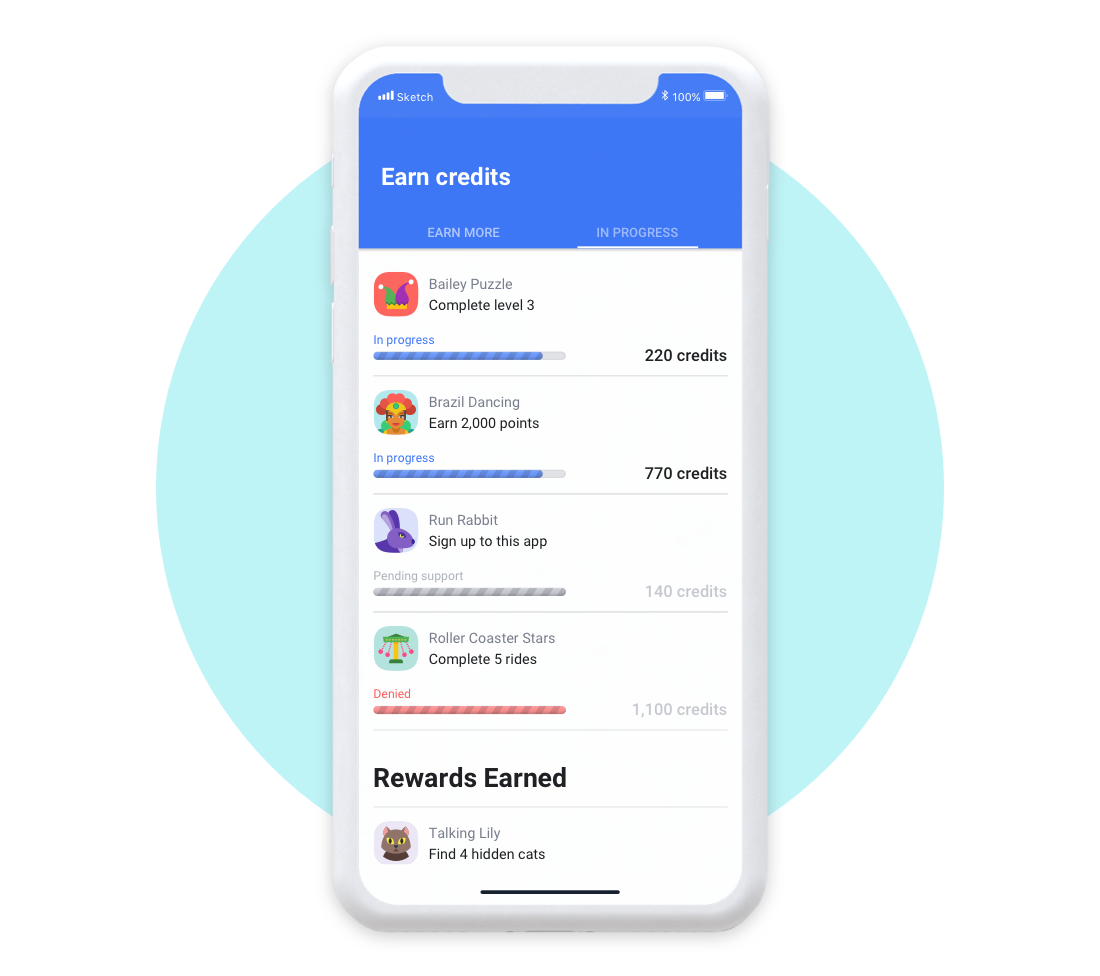 Sketch 100%
Earn credits
EARN MORE IN PROGRESS
Bailey Puzzle
Complete level 3
In progress
220 credits
Brazil Dancing
Earn 2,000 points
In progress
770 credits
Run Rabbit
Sign up to this app
Pending support
140 credits
Roller Coaster Stars
Complete 5 rides
Denied
1,100 credits
Rewards Earned
Talking Lily
Find 4 hidden cats